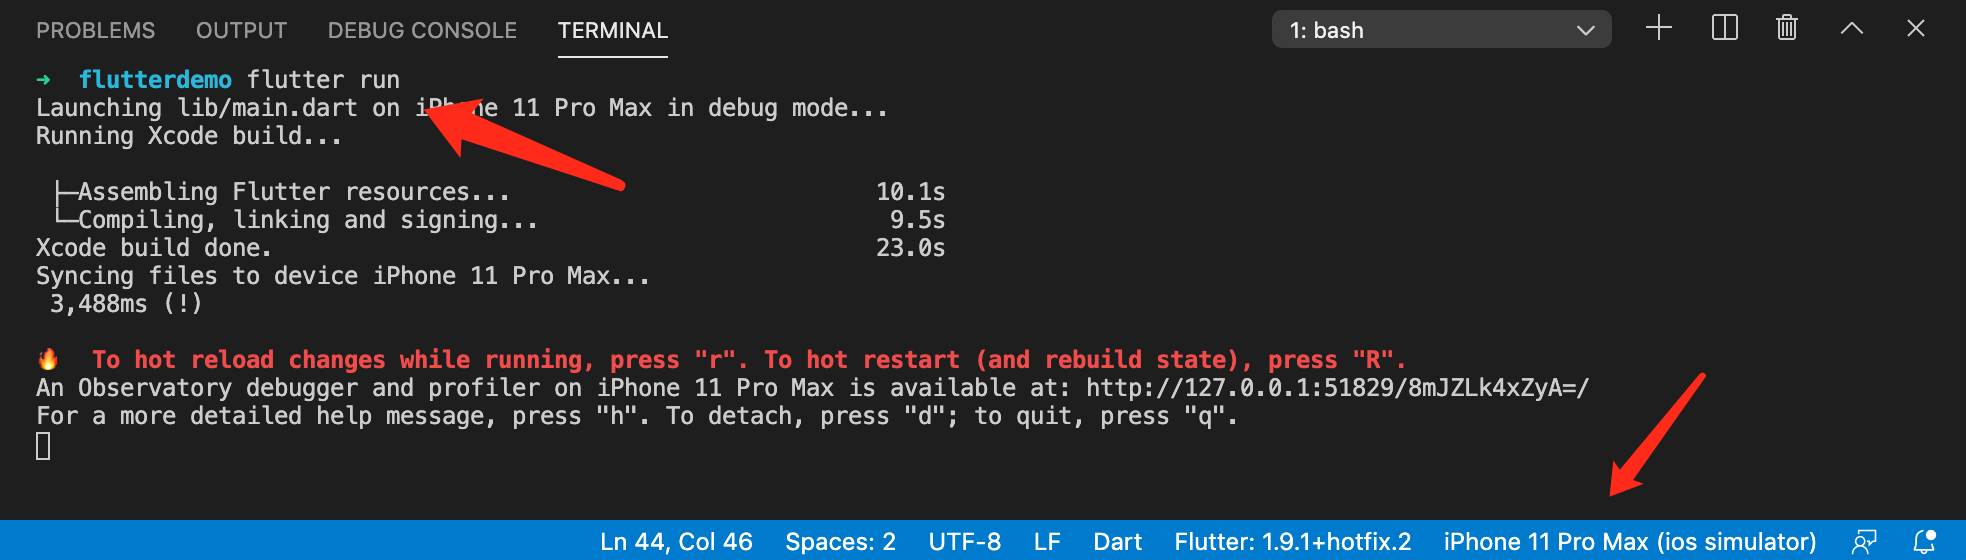 PROBLEMS OUTPUT DEBUG CONSOLE TERMINAL 1: bash
➜ flutterdemo flutter run
Launching lib/main.dart on iPhone 11 Pro Max in debug mode...
Running Xcode build...
├─Assembling Flutter resources... 10.1s
└─Compiling, linking and signing... 9.5s
Xcode build done. 23.0s
Syncing files to device iPhone 11 Pro Max...
3,488ms (!)
🔥 To hot reload changes while running, press "r". To hot restart (and rebuild state), press "R".
An Observatory debugger and profiler on iPhone 11 Pro Max is available at: http://127.0.0.1:51829/8mJZLk4xZyA=/
For a more detailed help message, press "h". To detach, press "d"; to quit, press "q".
Ln 44, Col 46 Spaces: 2 UTF-8 LF Dart Flutter: 1.9.1+hotfix.2 iPhone 11 Pro Max (ios simulator)